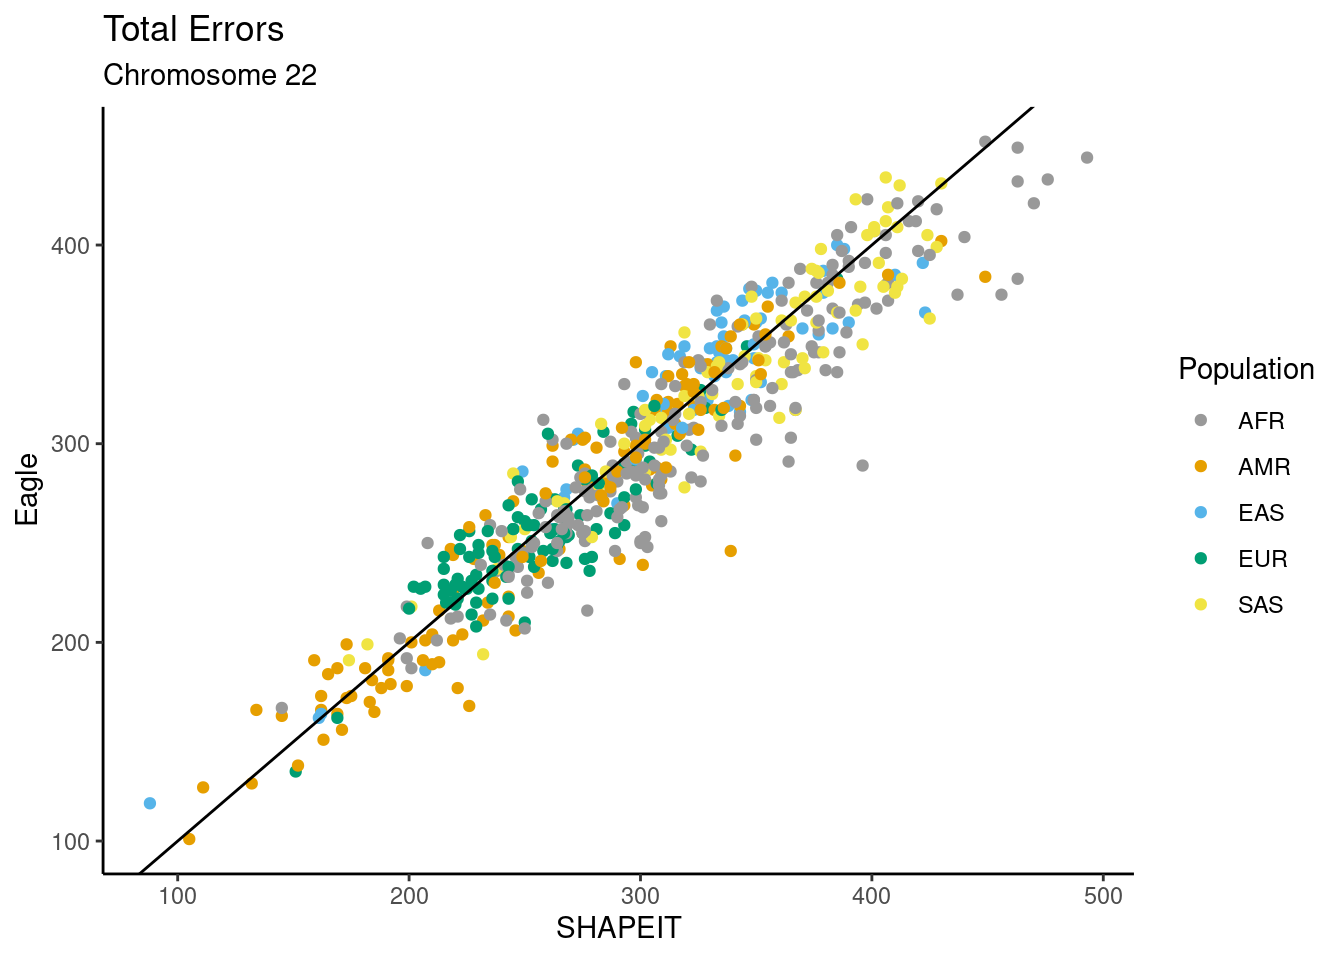 Total Errors
Chromosome 22
Eagle
400
300
200
100
100 200 300 400 500
SHAPEIT
Population
AFR
AMR
EAS
EUR
SAS